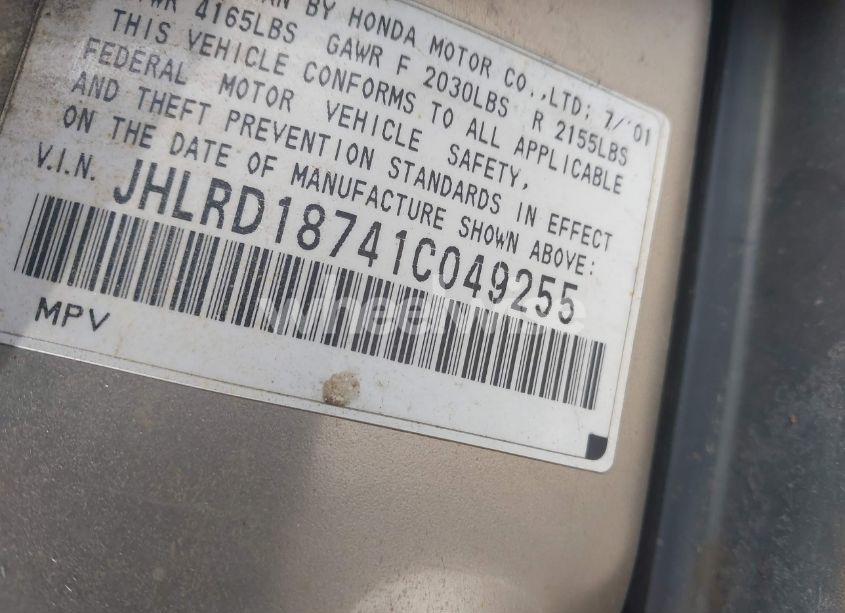 BY HONDA MOTOR CO.,LTD; 7/'01
4165LBS GAWR F 2030LBS R 2155LBS
THIS VEHICLE CONFORMS TO ALL APPLICABLE
FEDERAL MOTOR VEHICLE SAFETY,
AND THEFT PREVENTION STANDARDS IN EFFECT
ON THE DATE OF MANUFACTURE SHOWN ABOVE:
V.I.N. JHLRD18741C049255
MPV